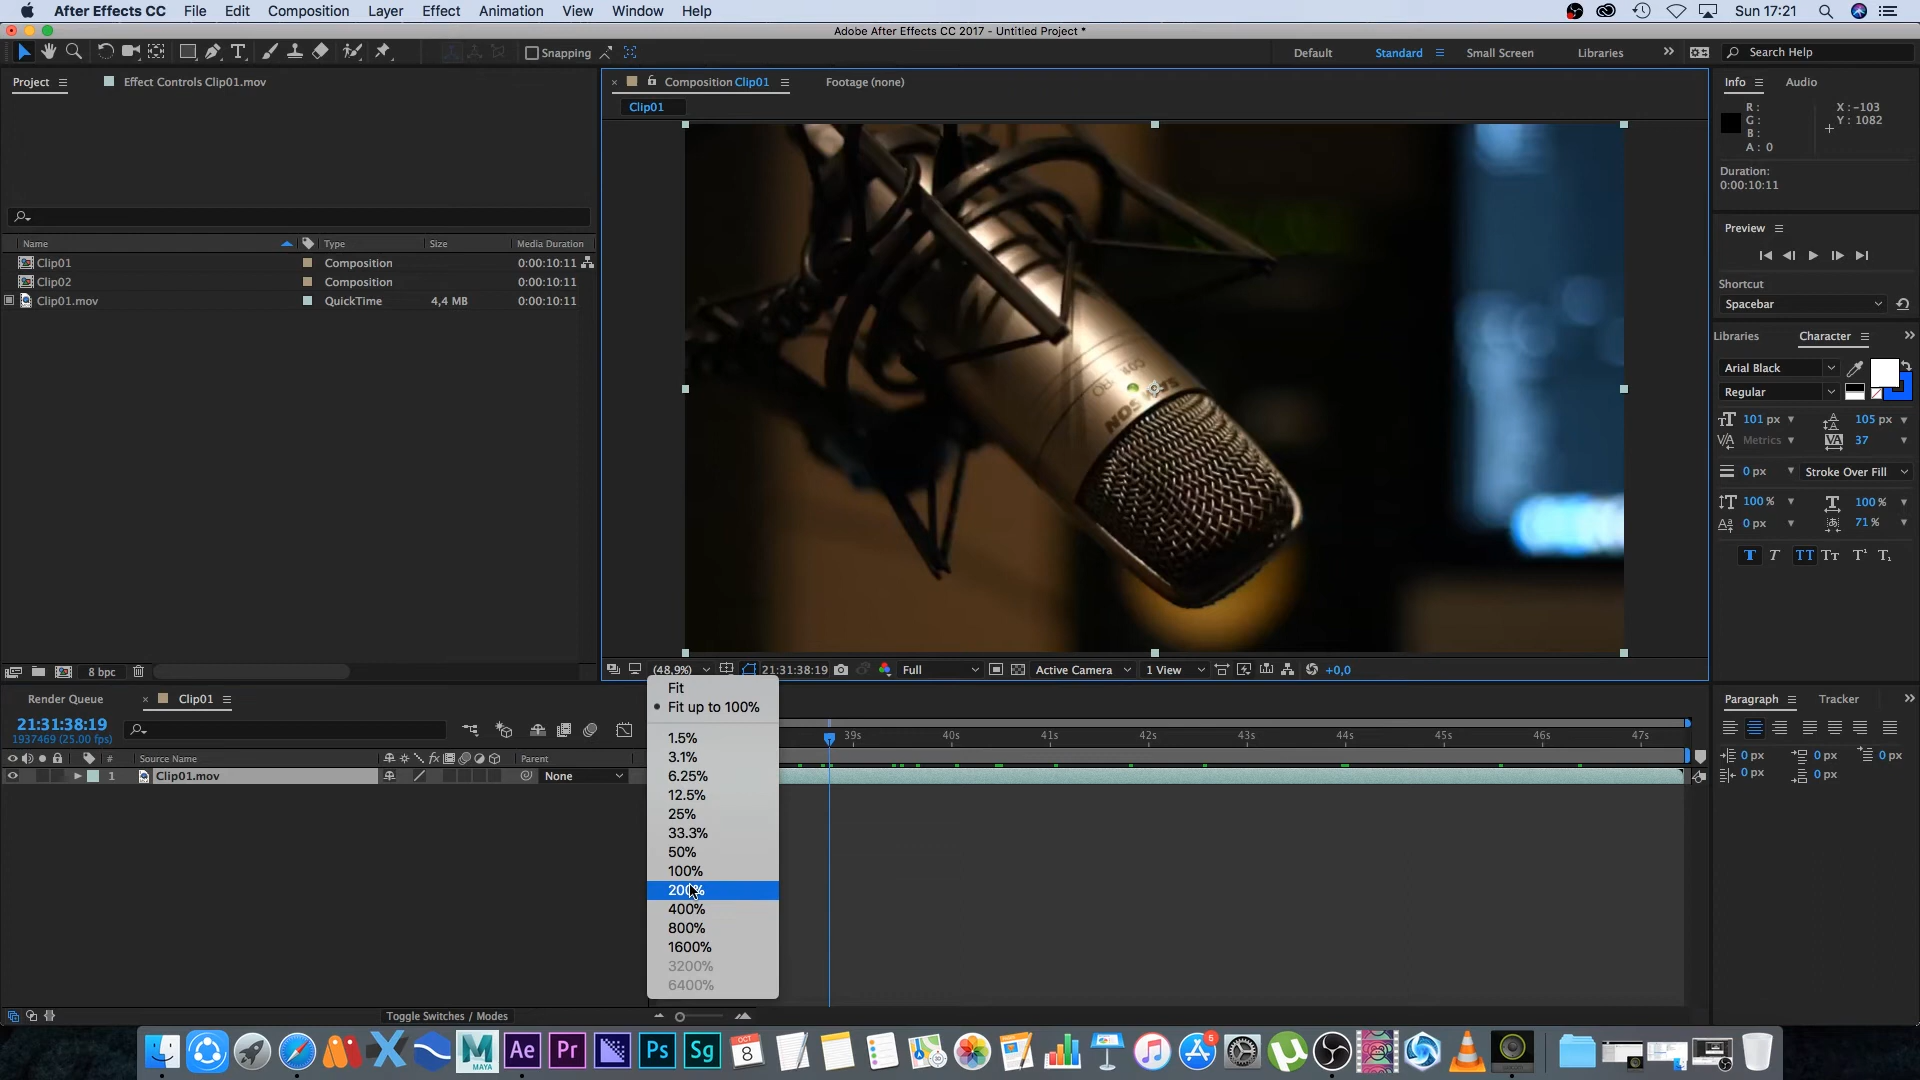 After Effects CC File Edit Composition Layer Effect Animation View Window Help Sun 17:21
Adobe After Effects CC 2017 - Untitled Project *
Snapping Default Standard Small Screen Libraries Search Help
Project Effect Controls Clip01.mov
Composition Clip01 Footage (none)
Clip01
Info Audio
R : X : -103
G : Y : 1082
B :
A : 0
Duration:
0:00:10:11
Preview
Shortcut
Spacebar
Libraries Character
Arial Black
Regular
101 px 105 px
Metrics 37
0 px Stroke Over Fill
100 % 100 %
0 px 71 %
Name Type Size Media Duration
Clip01 Composition 0:00:10:11
Clip02 Composition 0:00:10:11
Clip01.mov QuickTime 4,4 MB 0:00:10:11
8 bpc
SAMSON
(48,9%) 21:31:38:19 Full Active Camera 1 View +0,0
Render Queue Clip01
21:31:38:19
1937469 (25.00 fps)
39s 40s 41s 42s 43s 44s 45s 46s 47s
# Source Name Parent
1 Clip01.mov None
Fit
Fit up to 100%
1.5%
3.1%
6.25%
12.5%
25%
33.3%
50%
100%
200%
400%
800%
1600%
3200%
6400%
Paragraph Tracker
0 px 0 px 0 px
0 px 0 px
Toggle Switches / Modes
MAYA
Ae Pr Ps Sg
OCT
8
5